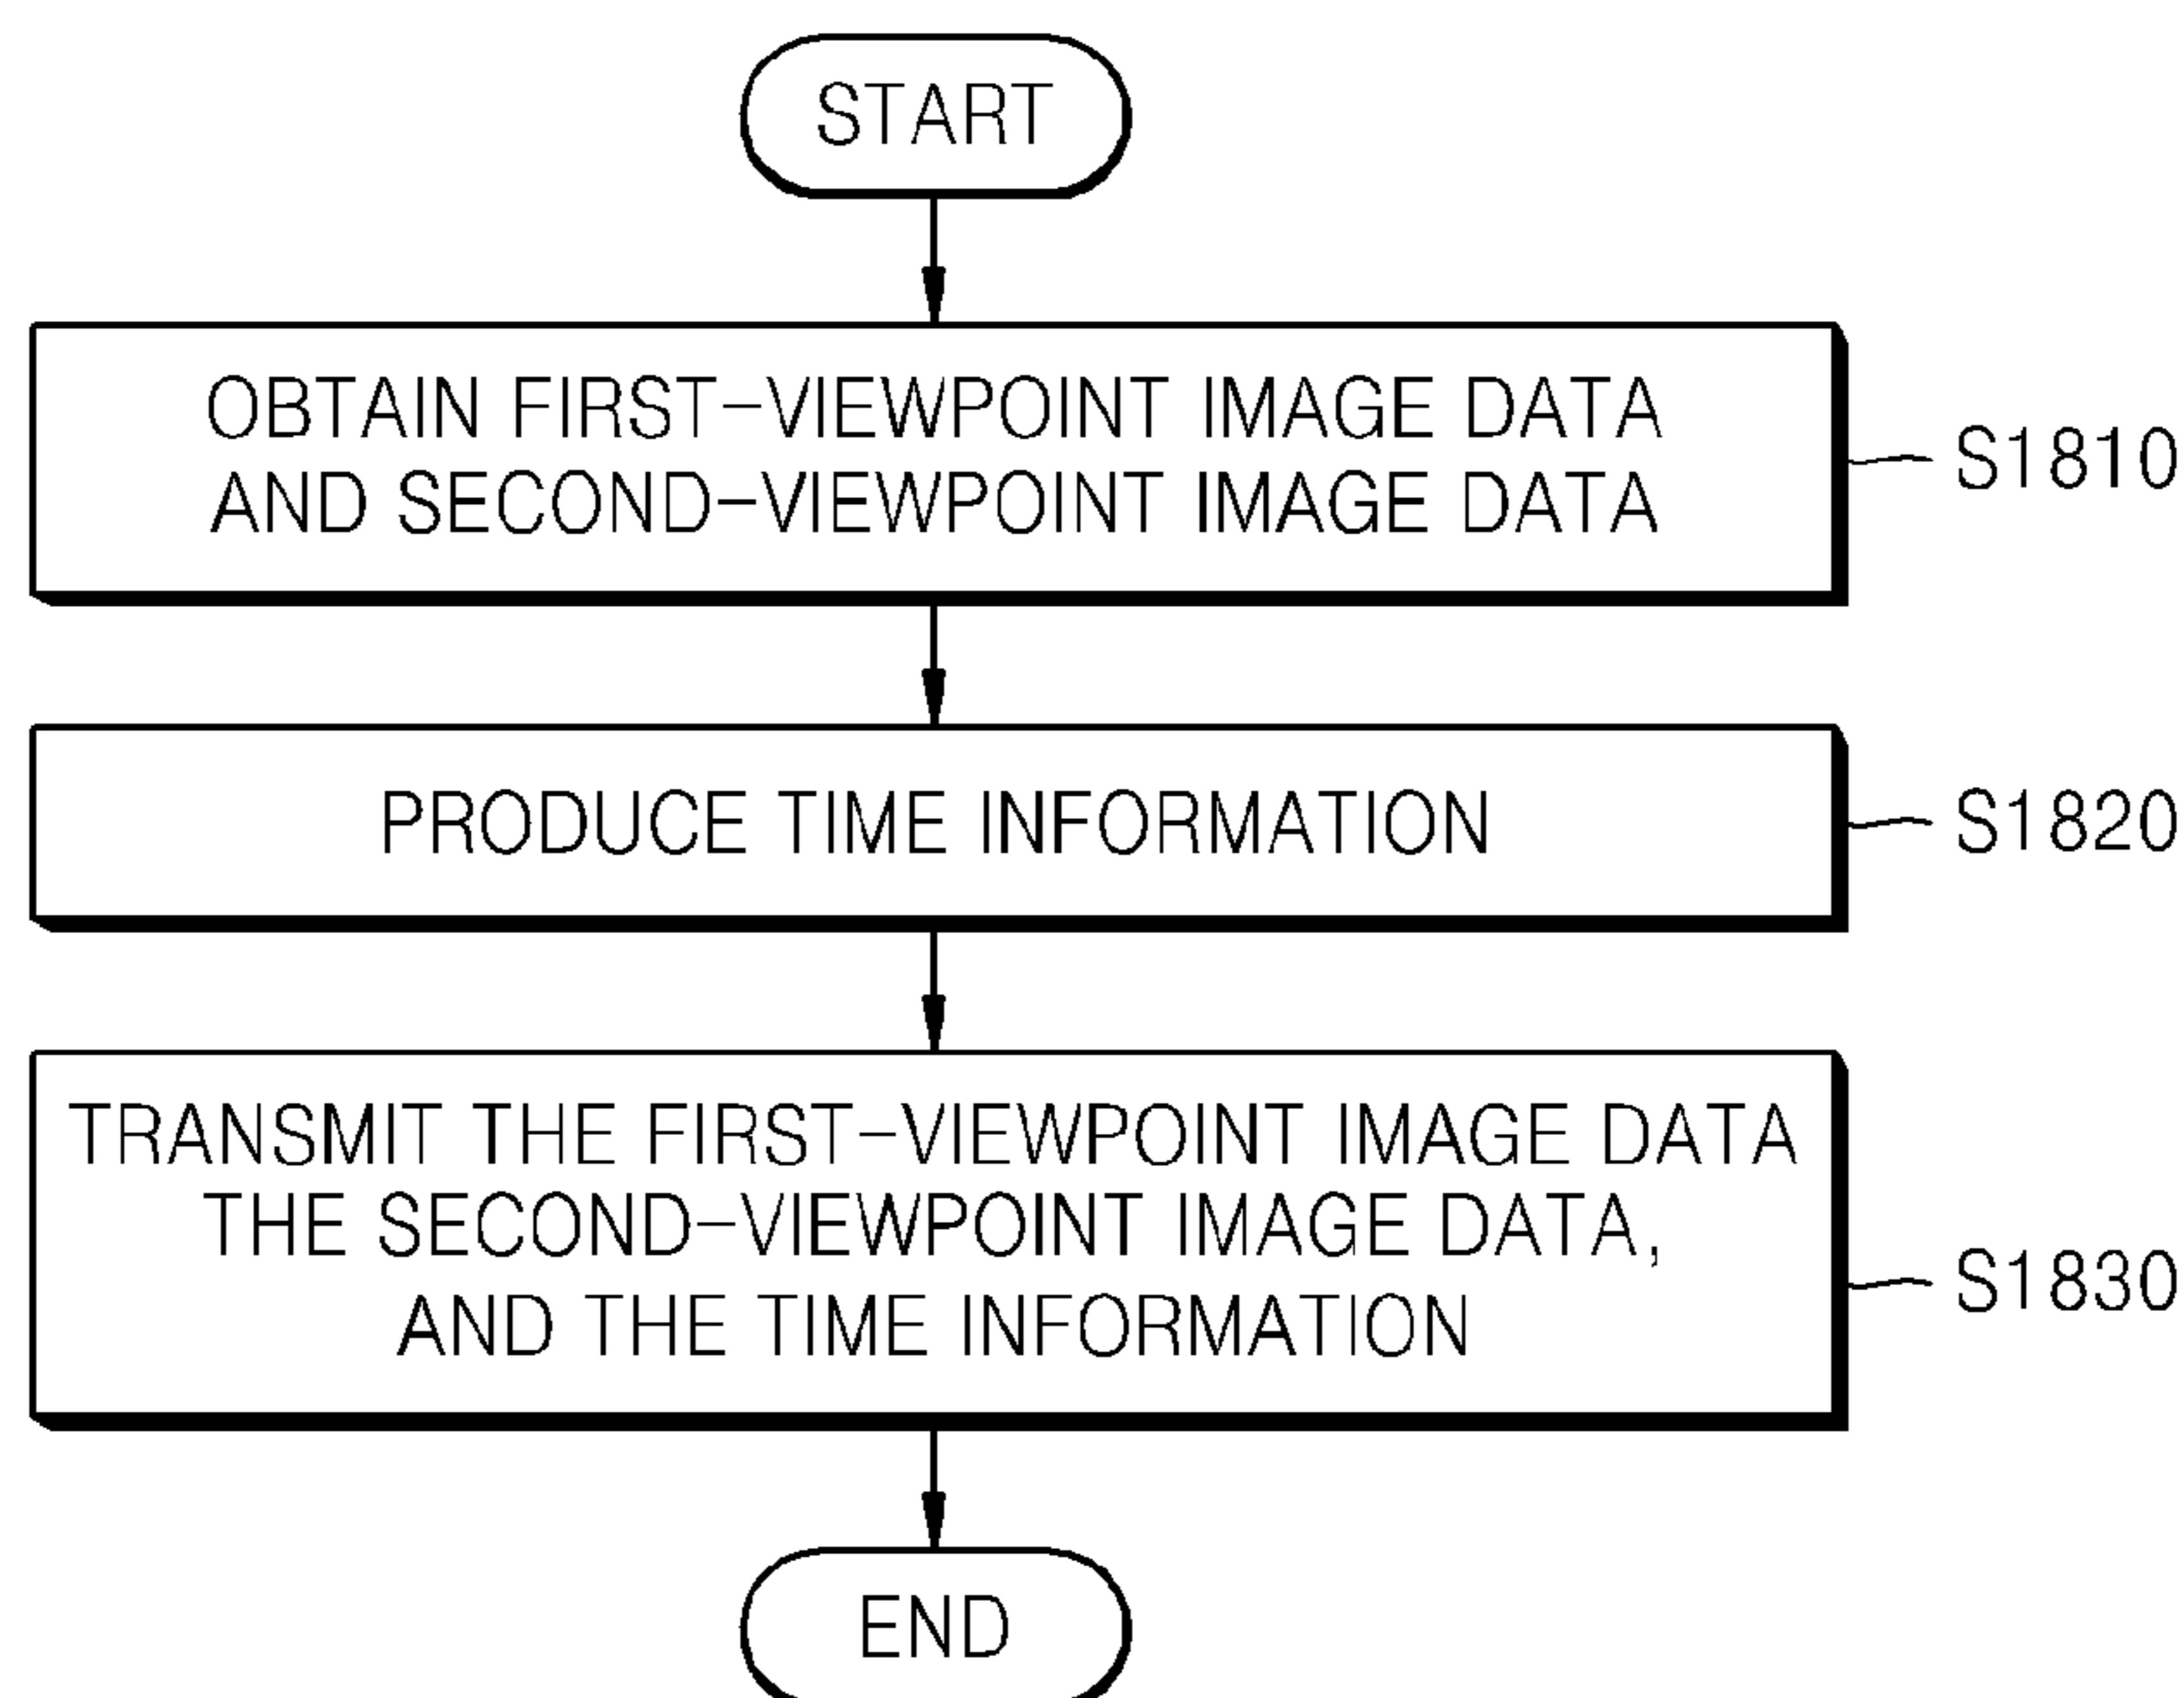 START
OBTAIN FIRST-VIEWPOINT IMAGE DATA
AND SECOND-VIEWPOINT IMAGE DATA
S1810
PRODUCE TIME INFORMATION
S1820
TRANSMIT THE FIRST-VIEWPOINT IMAGE DATA
THE SECOND-VIEWPOINT IMAGE DATA,
AND THE TIME INFORMATION
S1830
END